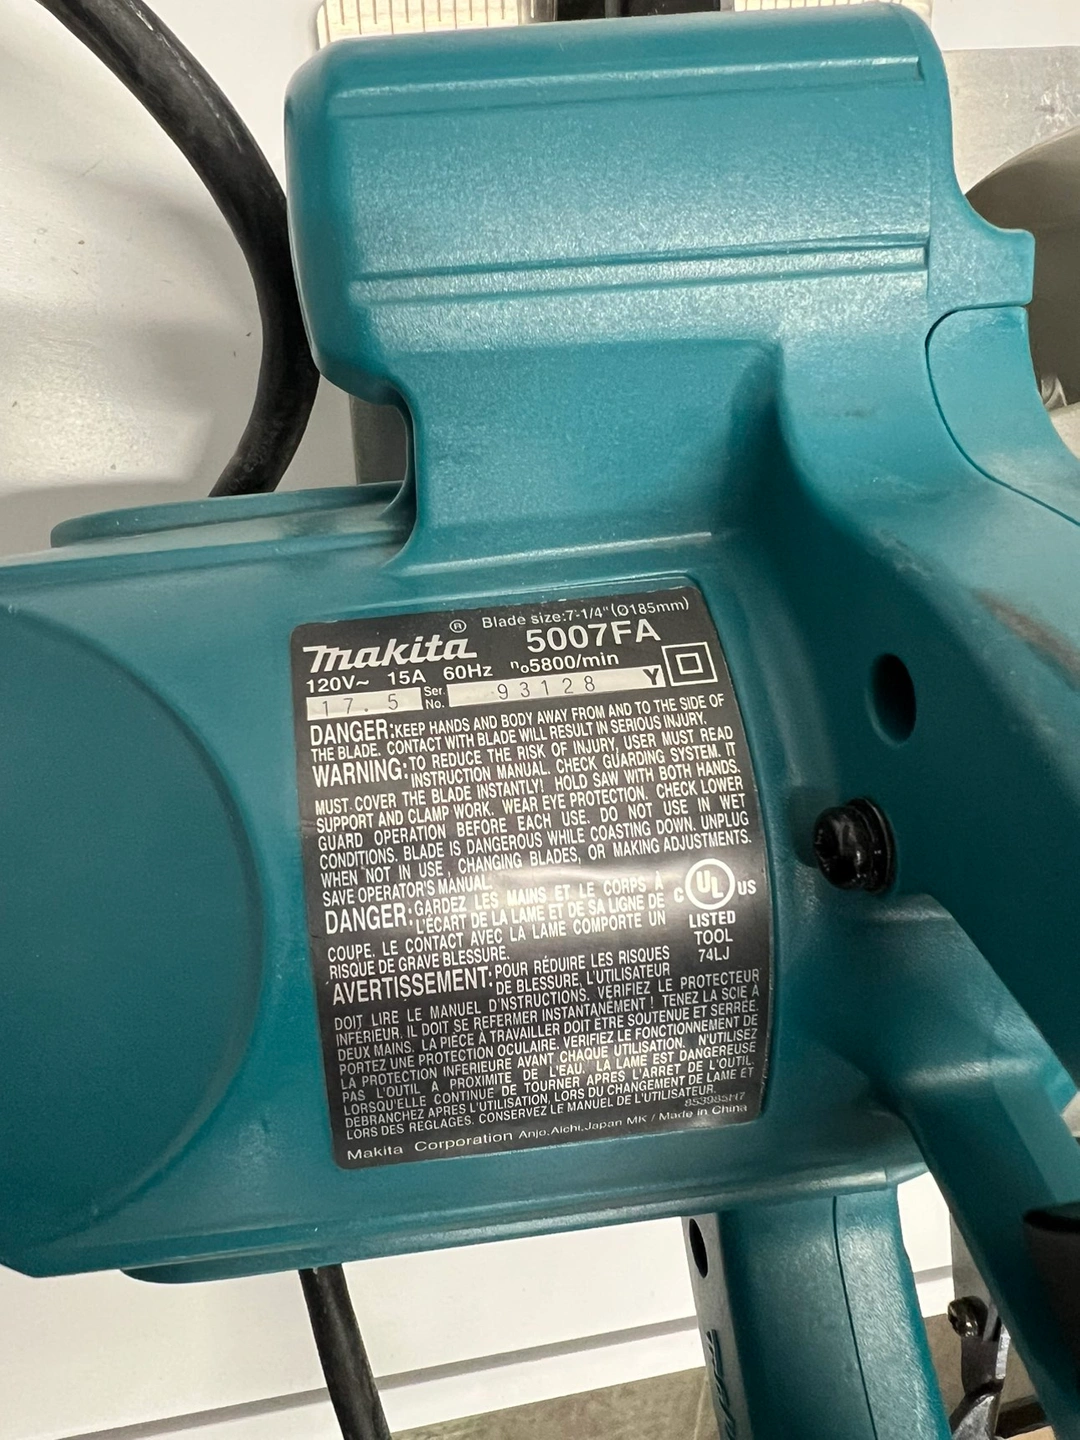 Makita® Blade size:7-1/4"(Ø185mm)
5007FA
120V~ 15A 60Hz no5800/min
17. 5 Ser. No. 93128 Y
DANGER: KEEP HANDS AND BODY AWAY FROM AND TO THE SIDE OF
THE BLADE. CONTACT WITH BLADE WILL RESULT IN SERIOUS INJURY.
WARNING: TO REDUCE THE RISK OF INJURY, USER MUST READ
INSTRUCTION MANUAL. CHECK GUARDING SYSTEM. IT
MUST COVER THE BLADE INSTANTLY! HOLD SAW WITH BOTH HANDS.
SUPPORT AND CLAMP WORK. WEAR EYE PROTECTION. CHECK LOWER
GUARD OPERATION BEFORE EACH USE. DO NOT USE IN WET
CONDITIONS. BLADE IS DANGEROUS WHILE COASTING DOWN. UNPLUG
WHEN NOT IN USE, CHANGING BLADES, OR MAKING ADJUSTMENTS.
SAVE OPERATOR'S MANUAL.
DANGER: GARDEZ LES MAINS ET LE CORPS À
L'ÉCART DE LA LAME ET DE SA LIGNE DE
COUPE. LE CONTACT AVEC LA LAME COMPORTE UN
RISQUE DE GRAVE BLESSURE.
C UL US
LISTED
TOOL
74LJ
AVERTISSEMENT: POUR RÉDUIRE LES RISQUES
DE BLESSURE, L'UTILISATEUR
DOIT LIRE LE MANUEL D'NSTRUCTIONS. VERIFIEZ LE PROTECTEUR
INFÉRIEUR. IL DOIT SE REFERMER INSTANTANÉMENT ! TENEZ LA SCIE À
DEUX MAINS. LA PIÈCE À TRAVAILLER DOIT ÊTRE SOUTENUE ET SERRÉE.
PORTEZ UNE PROTECTION OCULAIRE. VÉRIFIEZ LE FONCTIONNEMENT DE
LA PROTECTION INFERIEURE AVANT CHAQUE UTILISATION. N'UTILISEZ
PAS L'OUTIL A PROXIMITE DE L'EAU. LA LAME EST DANGEREUSE
LORSQU'ELLE CONTINUE DE TOURNER APRES L'ARRET DE L'OUTIL.
DEBRANCHEZ APRES L'UTILISATION, LORS DU CHANGEMENT DE LAME ET
LORS DES REGLAGES. CONSERVEZ LE MANUEL DE L'UTILISATEUR.
853985H7
Makita Corporation Anjo, Aichi, Japan MK / Made in China